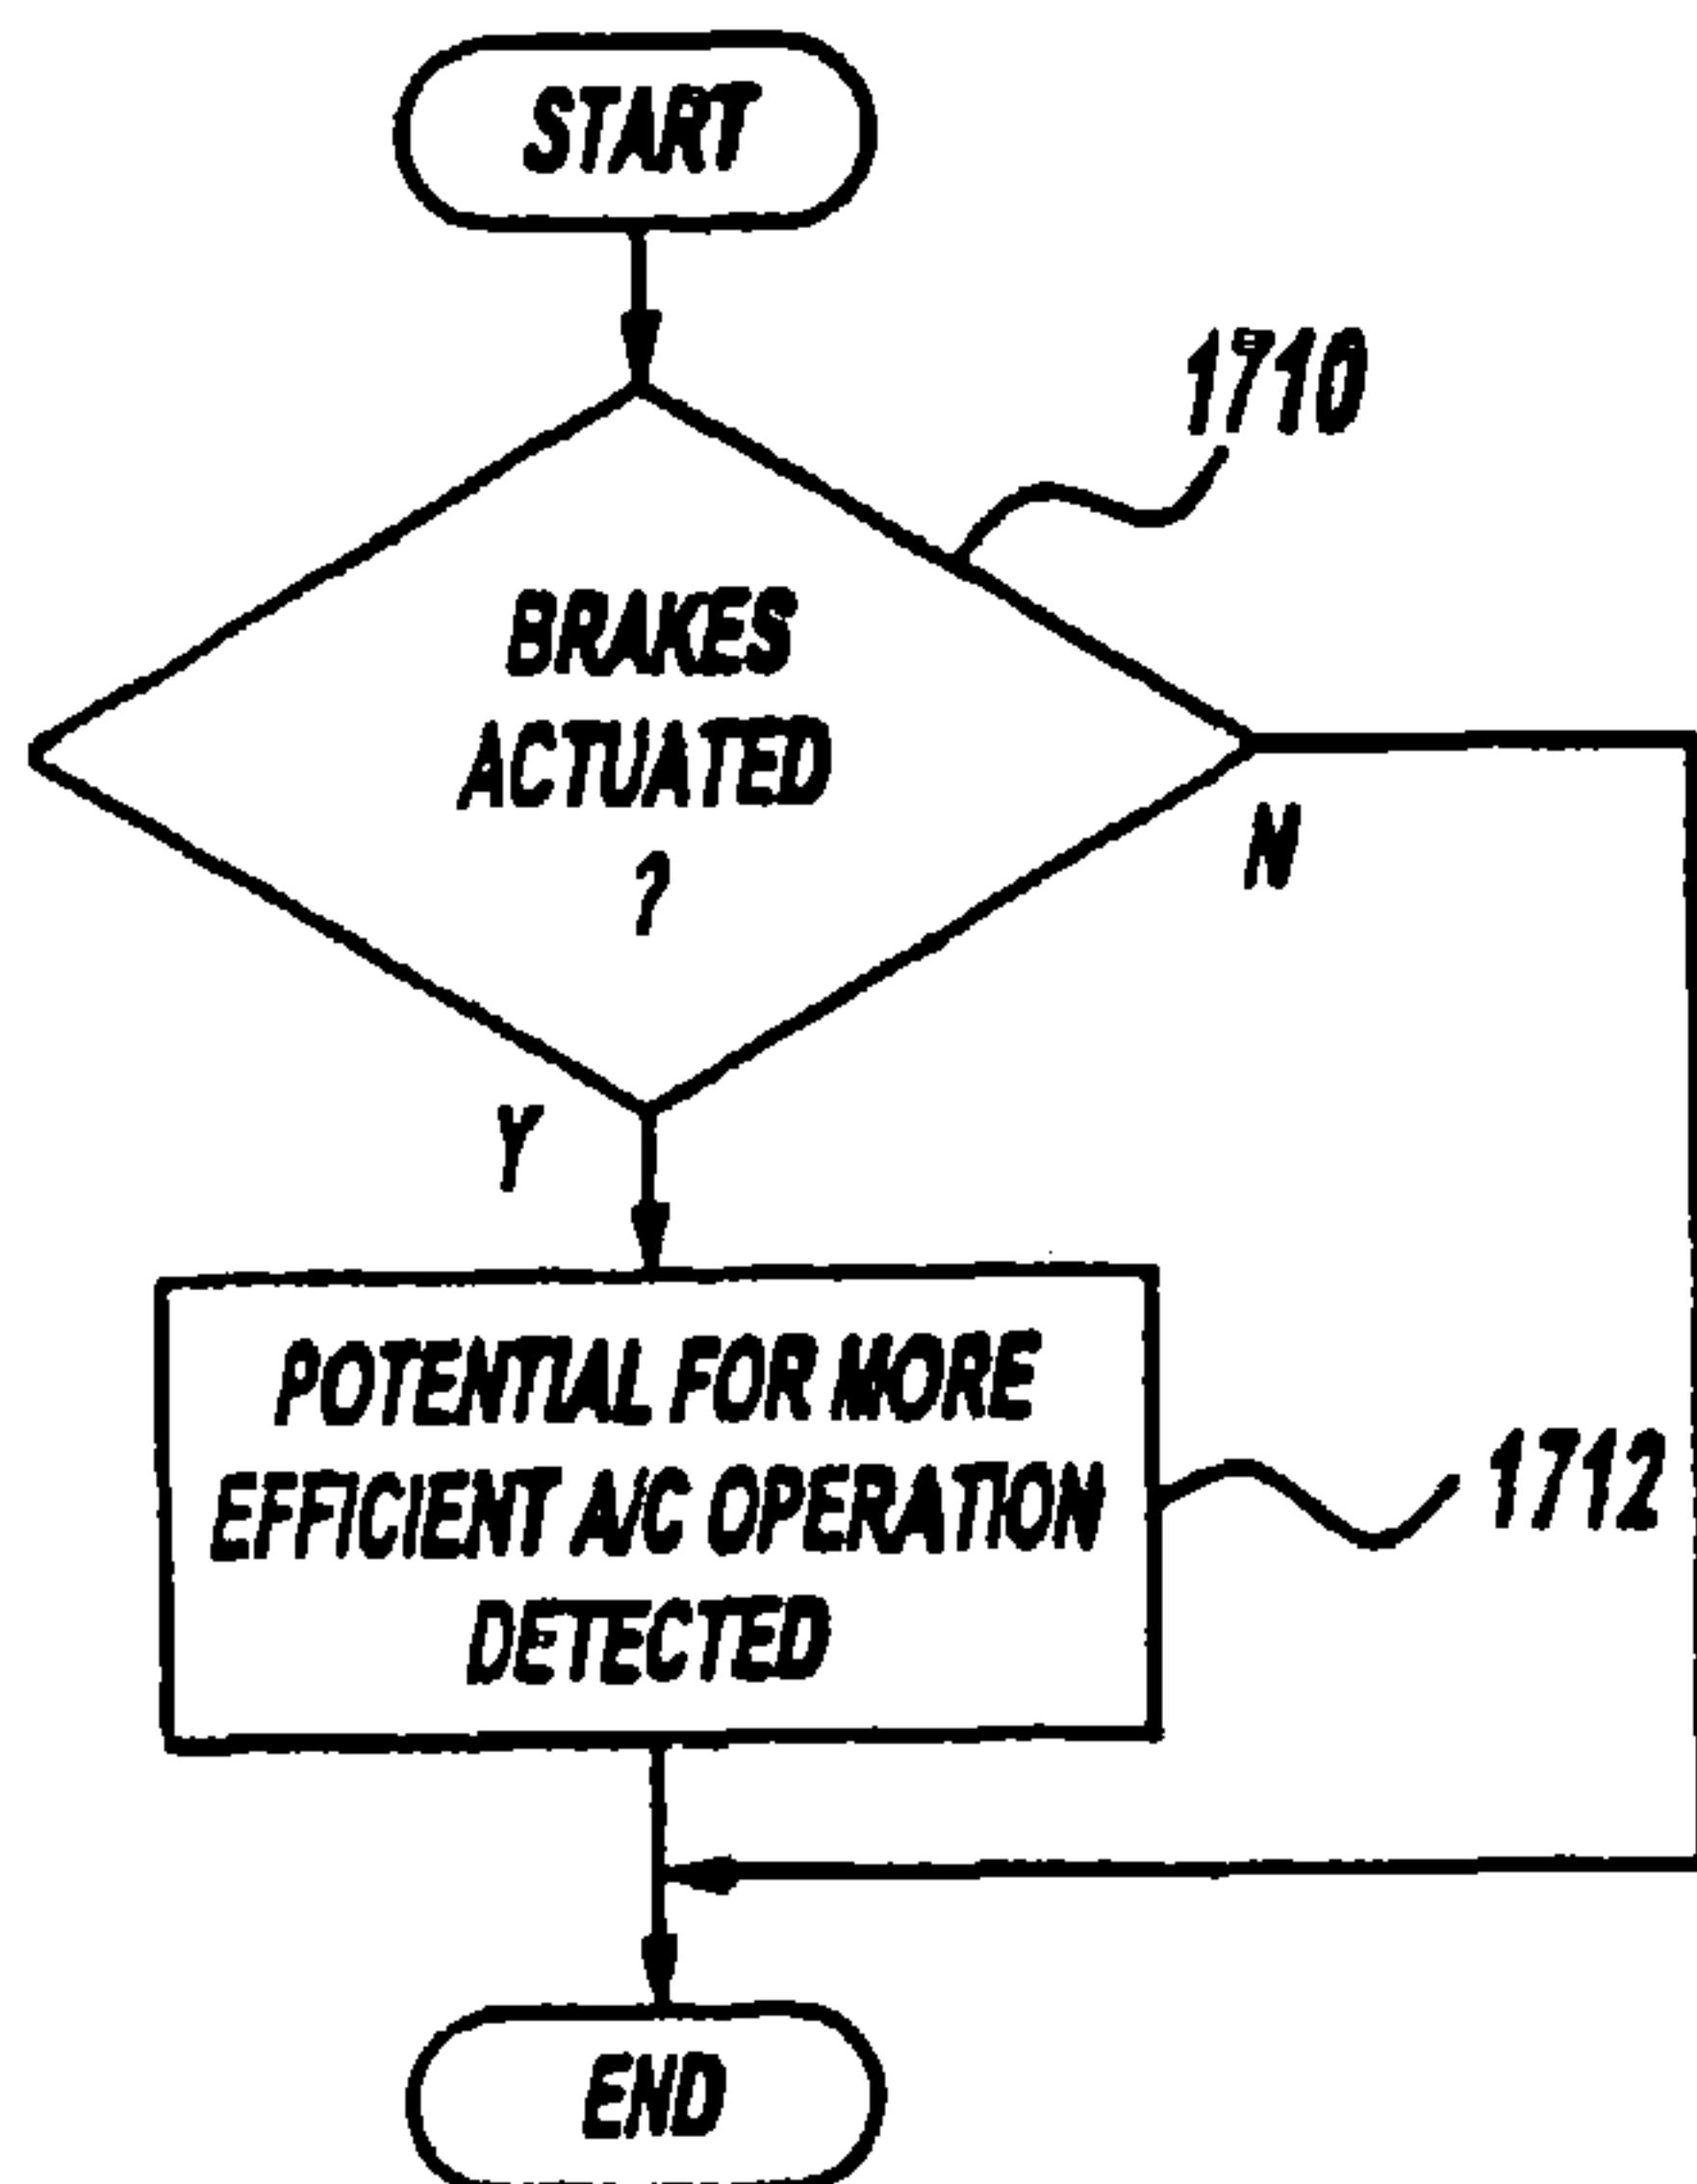 START
1710
BRAKES
ACTUATED
?
N
Y
POTENTIAL FOR MORE
EFFICIENT A/C OPERATION
DETECTED
1712
END